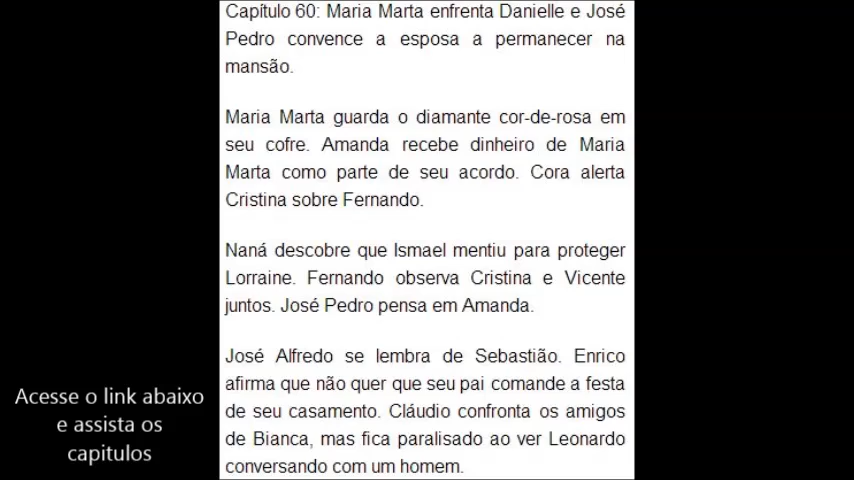 Capítulo 60: Maria Marta enfrenta Danielle e José
Pedro convence a esposa a permanecer na
mansão.
Maria Marta guarda o diamante cor-de-rosa em
seu cofre. Amanda recebe dinheiro de Maria
Marta como parte de seu acordo. Cora alerta
Cristina sobre Fernando.
Naná descobre que Ismael mentiu para proteger
Lorraine. Fernando observa Cristina e Vicente
juntos. José Pedro pensa em Amanda.
José Alfredo se lembra de Sebastião. Enrico
afirma que não quer que seu pai comande a festa
de seu casamento. Cláudio confronta os amigos
de Bianca, mas fica paralisado ao ver Leonardo
conversando com um homem.
Acesse o link abaixo
e assista os
capitulos